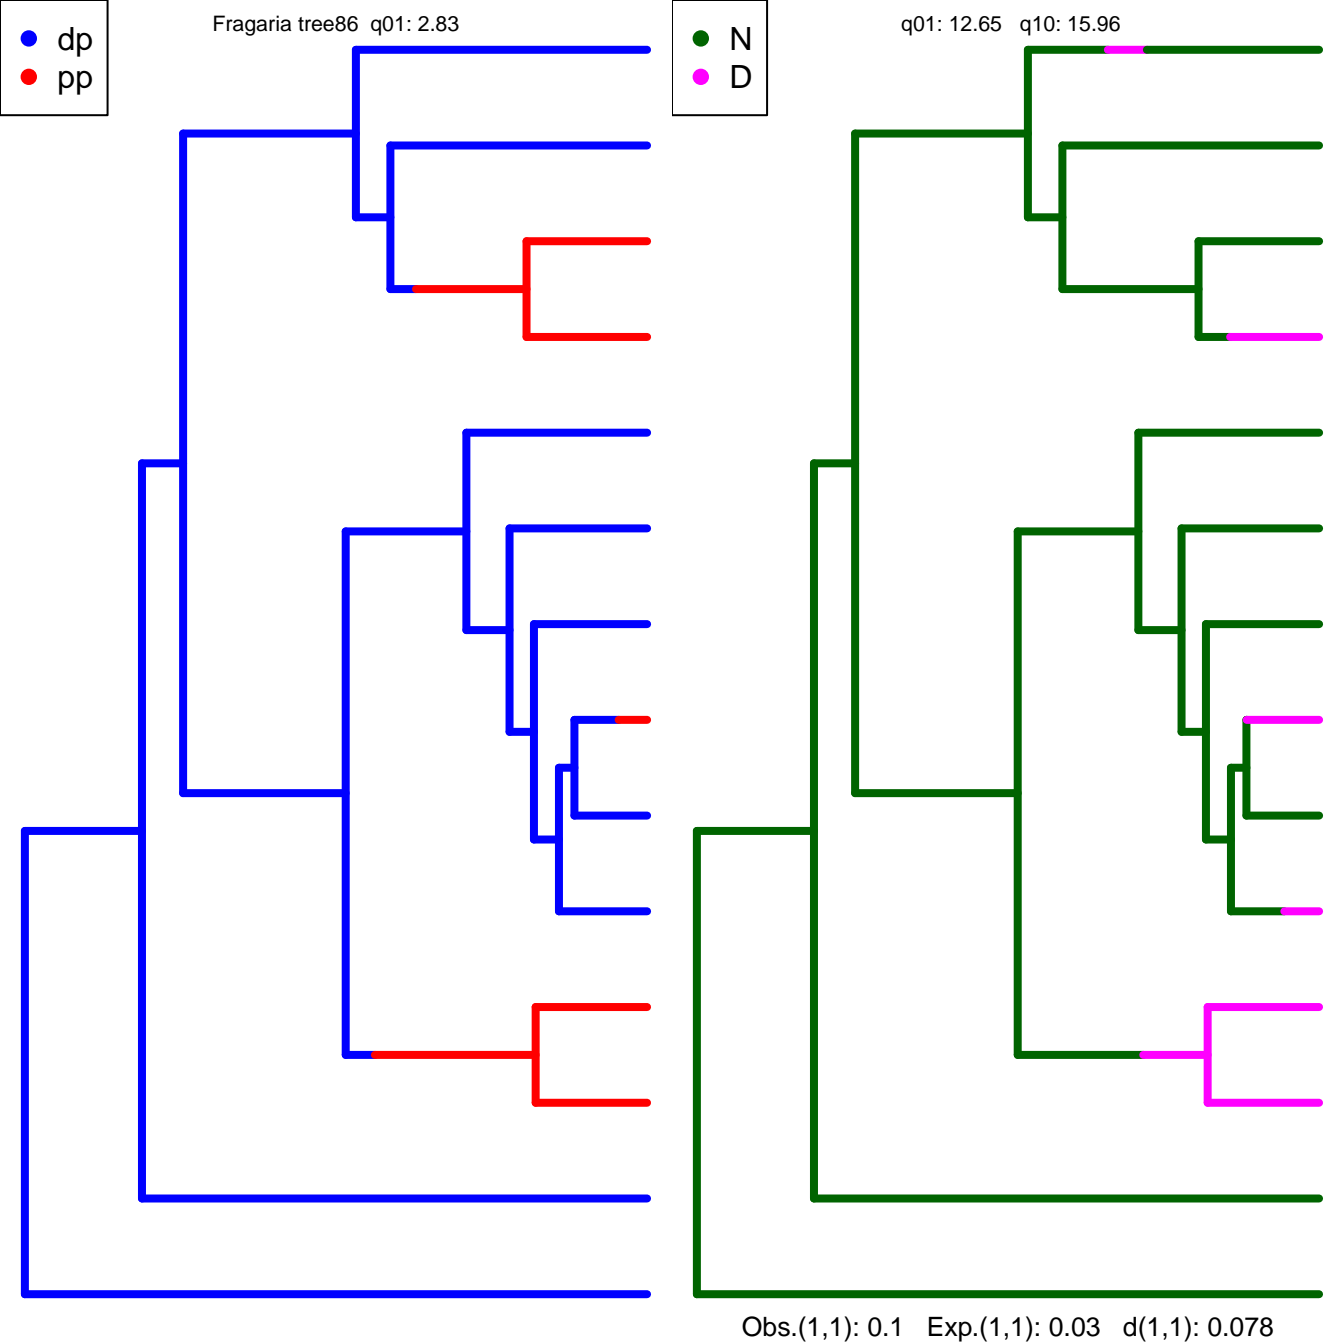 Fragaria tree86 q01: 2.83
dp
pp
q01: 12.65 q10: 15.96
N
D
Obs.(1,1): 0.1 Exp.(1,1): 0.03 d(1,1): 0.078